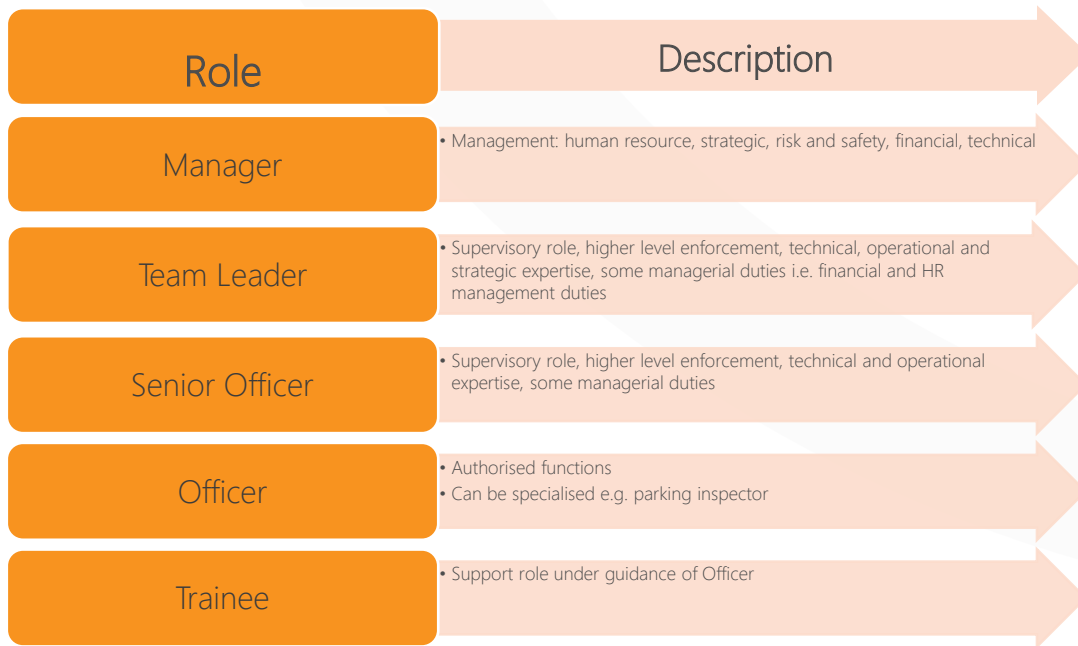 Role
Description
Manager
• Management: human resource, strategic, risk and safety, financial, technical
Team Leader
• Supervisory role, higher level enforcement, technical, operational and
strategic expertise, some managerial duties i.e. financial and HR
management duties
Senior Officer
• Supervisory role, higher level enforcement, technical and operational
expertise, some managerial duties
Officer
• Authorised functions
• Can be specialised e.g. parking inspector
Trainee
• Support role under guidance of Officer